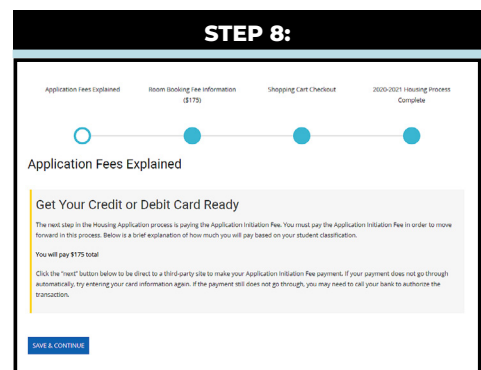 STEP 8:
Application Fees Explained
Room Booking Fee Information
($175)
Shopping Cart Checkout
2020-2021 Housing Process
Complete
Application Fees Explained
Get Your Credit or Debit Card Ready
The next step in the Housing Application process is paying the Application Initiation Fee. You must pay the Application Initiation Fee in order to move
forward in this process. Below is a brief explanation of how much you will pay based on your student classification.
You will pay $175 total
Click the "next" button below to be direct to a third-party site to make your Application Initiation Fee payment. If your payment does not go through
automatically, try entering your card information again. If the payment still does not go through, you may need to call your bank to authorize the
transaction.
SAVE & CONTINUE